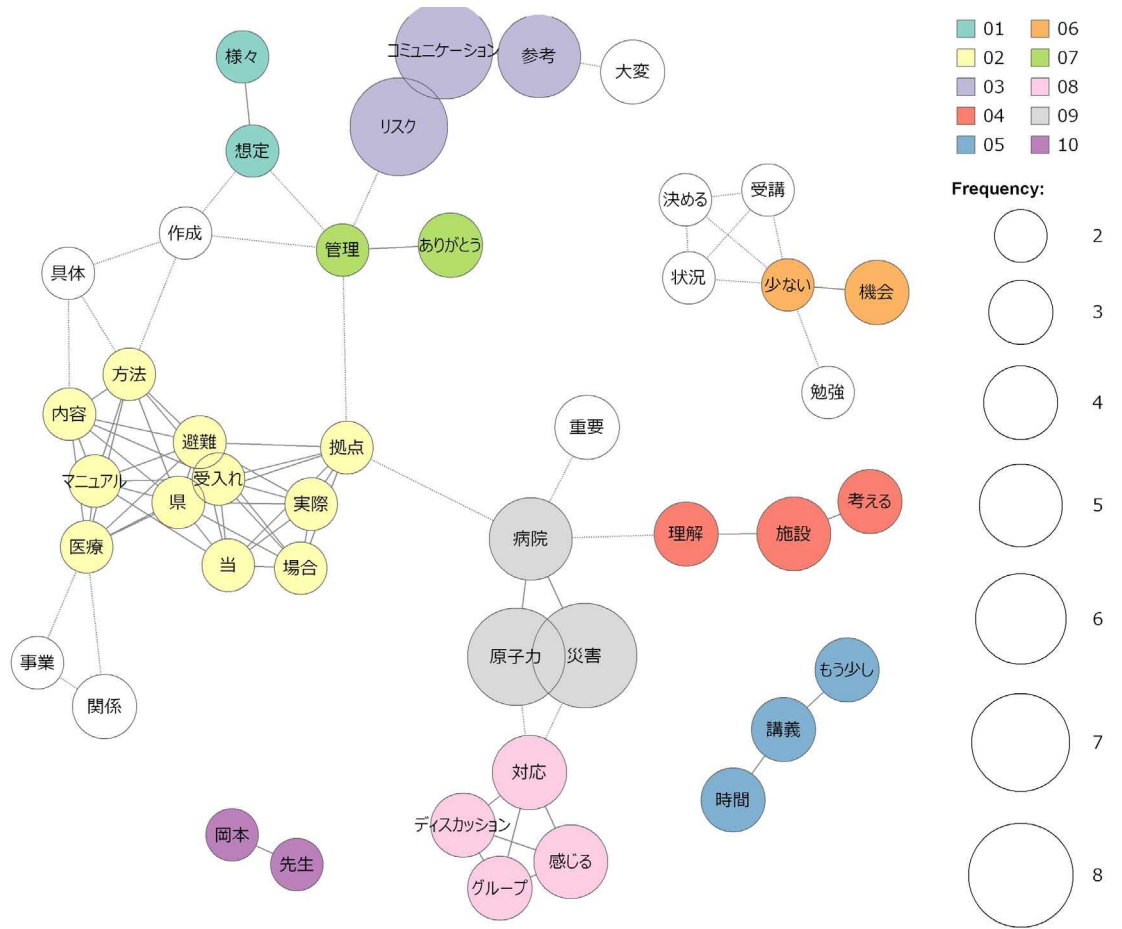 様々
想定
コミュニケーション
参考
大変
リスク
作成
管理
ありがとう
具体
決める
受講
状況
少ない
機会
勉強
方法
内容
避難
拠点
マニュアル
受入れ
県
実際
医療
当
場合
事業
関係
重要
病院
理解
施設
考える
原子力
災害
もう少し
講義
時間
対応
ディスカッション
感じる
グループ
岡本
先生
01
02
03
04
05
06
07
08
09
10
Frequency:
2
3
4
5
6
7
8